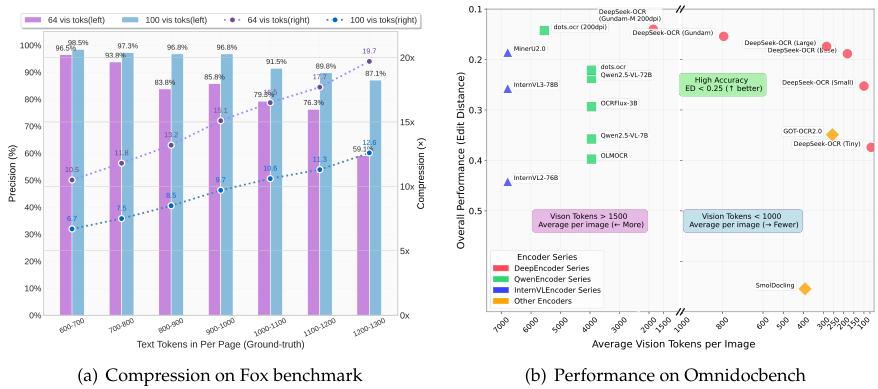 64 vis toks(left) 100 vis toks(left) 64 vis toks(right) 100 vis toks(right)
100%
90%
80%
70%
60%
50%
40%
30%
20%
10%
0%
Precision (%)
96.5% 98.5%
93.8% 97.3%
83.8% 96.8%
85.8% 96.8%
79.3% 91.5%
76.3% 89.8%
59.1% 87.1%
10.5 11.8 13.2 15.1 16.5 17.7 19.7
6.7 7.5 8.5 9.7 10.6 11.3 12.6
20x
15x
10x
5x
0x
Compression (×)
600-700 700-800 800-900 900-1000 1000-1100 1100-1200 1200-1300
Text Tokens in Per Page (Ground-truth)
(a) Compression on Fox benchmark
0.1
0.2
0.3
0.4
0.5
Overall Performance (Edit Distance)
DeepSeek-OCR
(Gundam-M 200dpi)
dots.ocr (200dpi)
DeepSeek-OCR (Gundam)
DeepSeek-OCR (Large)
MinerU2.0
DeepSeek-OCR (Base)
dots.ocr
Qwen2.5-VL-72B
High Accuracy
ED < 0.25 (↑ better)
InternVL3-78B
DeepSeek-OCR (Small)
OCRFlux-3B
GOT-OCR2.0
Qwen2.5-VL-7B
DeepSeek-OCR (Tiny)
OLMOCR
InternVL2-76B
Vison Tokens > 1500
Average per image (← More)
Vision Tokens < 1000
Average per image (→ Fewer)
SmolDocling
Encoder Series
DeepEncoder Series
QwenEncoder Series
InternVLEncoder Series
Other Encoders
7000 6000 5000 4000 3000 2000 1500 1000 800 600 500 400 300 250 200 150 100
Average Vision Tokens per Image
(b) Performance on Omnidocbench